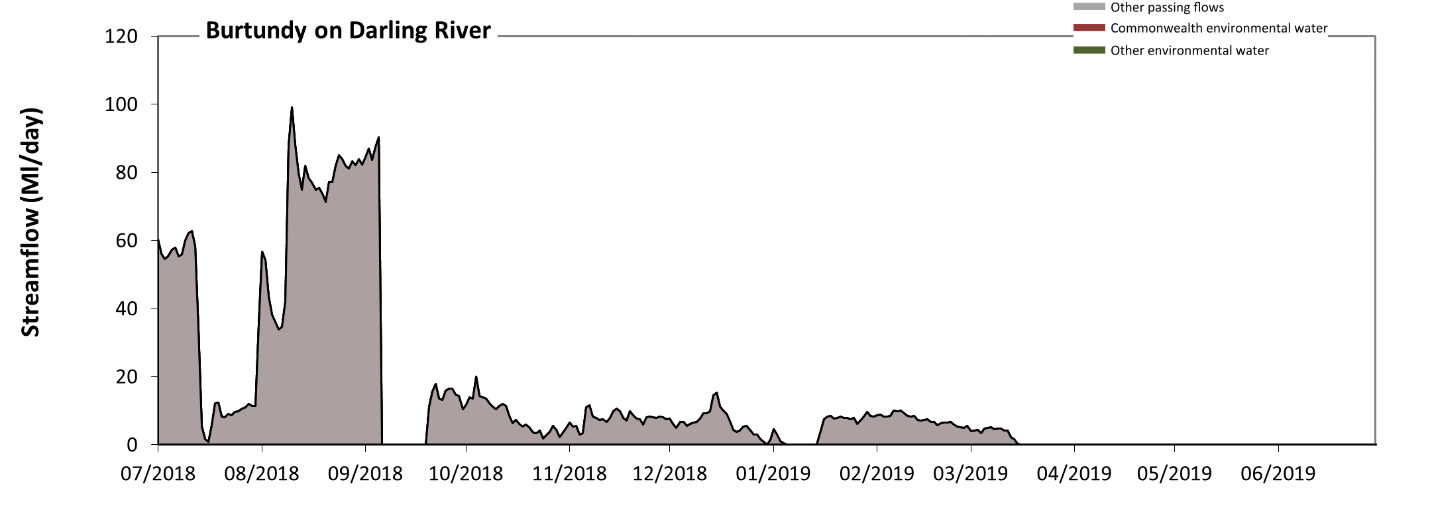 Other passing flows
Burtundy on Darling River
Commonwealth environmental water
Other environmental water
Streamflow (Ml/day)
120
100
80
60
40
20
0
07/2018 08/2018 09/2018 10/2018 11/2018 12/2018 01/2019 02/2019 03/2019 04/2019 05/2019 06/2019